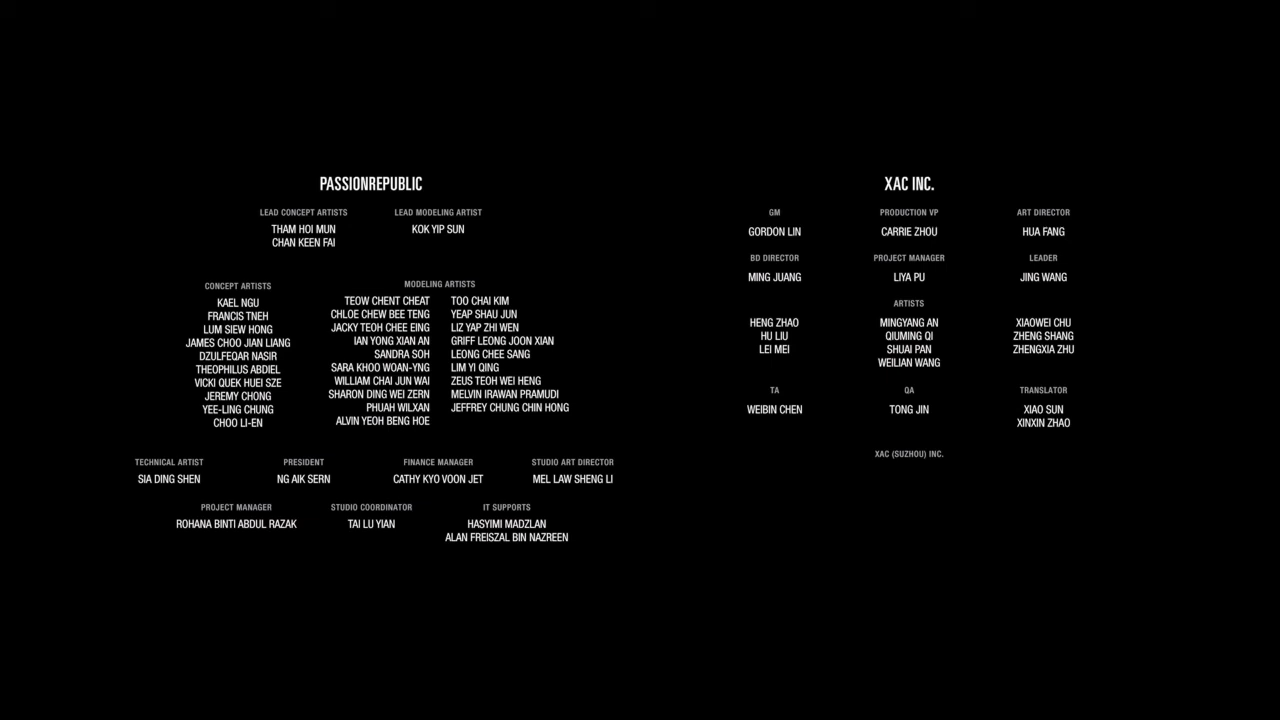 PASSIONREPUBLIC
LEAD CONCEPT ARTISTS
THAM HOI MUN
CHAN KEEN FAI
LEAD MODELING ARTIST
KOK YIP SUN
CONCEPT ARTISTS
KAEL NGU
FRANCIS TNEH
LUM SIEW HONG
JAMES CHOO JIAN LIANG
DZULFEQAR NASIR
THEOPHILUS ABDIEL
VICKI QUEK HUEI SZE
JEREMY CHONG
YEE-LING CHUNG
CHOO LI-EN
MODELING ARTISTS
TEOW CHENT CHEAT
CHLOE CHEW BEE TENG
JACKY TEOH CHEE EING
IAN YONG XIAN AN
SANDRA SOH
SARA KHOO WOAN-YNG
WILLIAM CHAI JUN WAI
SHARON DING WEI ZERN
PHUAH WILXAN
ALVIN YEOH BENG HOE
TOO CHAI KIM
YEAP SHAU JUN
LIZ YAP ZHI WEN
GRIFF LEONG JOON XIAN
LEONG CHEE SANG
LIM YI QING
ZEUS TEOH WEI HENG
MELVIN IRAWAN PRAMUDI
JEFFREY CHUNG CHIN HONG
TECHNICAL ARTIST
SIA DING SHEN
PRESIDENT
NG AIK SERN
FINANCE MANAGER
CATHY KYO VOON JET
STUDIO ART DIRECTOR
MEL LAW SHENG LI
PROJECT MANAGER
ROHANA BINTI ABDUL RAZAK
STUDIO COORDINATOR
TAI LU YIAN
IT SUPPORTS
HASYIMI MADZLAN
ALAN FREISZAL BIN NAZREEN
XAC INC.
GM
GORDON LIN
PRODUCTION VP
CARRIE ZHOU
ART DIRECTOR
HUA FANG
BD DIRECTOR
MING JUANG
PROJECT MANAGER
LIYA PU
LEADER
JING WANG
ARTISTS
HENG ZHAO
HU LIU
LEI MEI
MINGYANG AN
QIUMING QI
SHUAI PAN
WEILIAN WANG
XIAOWEI CHU
ZHENG SHANG
ZHENGXIA ZHU
TA
WEIBIN CHEN
QA
TONG JIN
TRANSLATOR
XIAO SUN
XINXIN ZHAO
XAC (SUZHOU) INC.